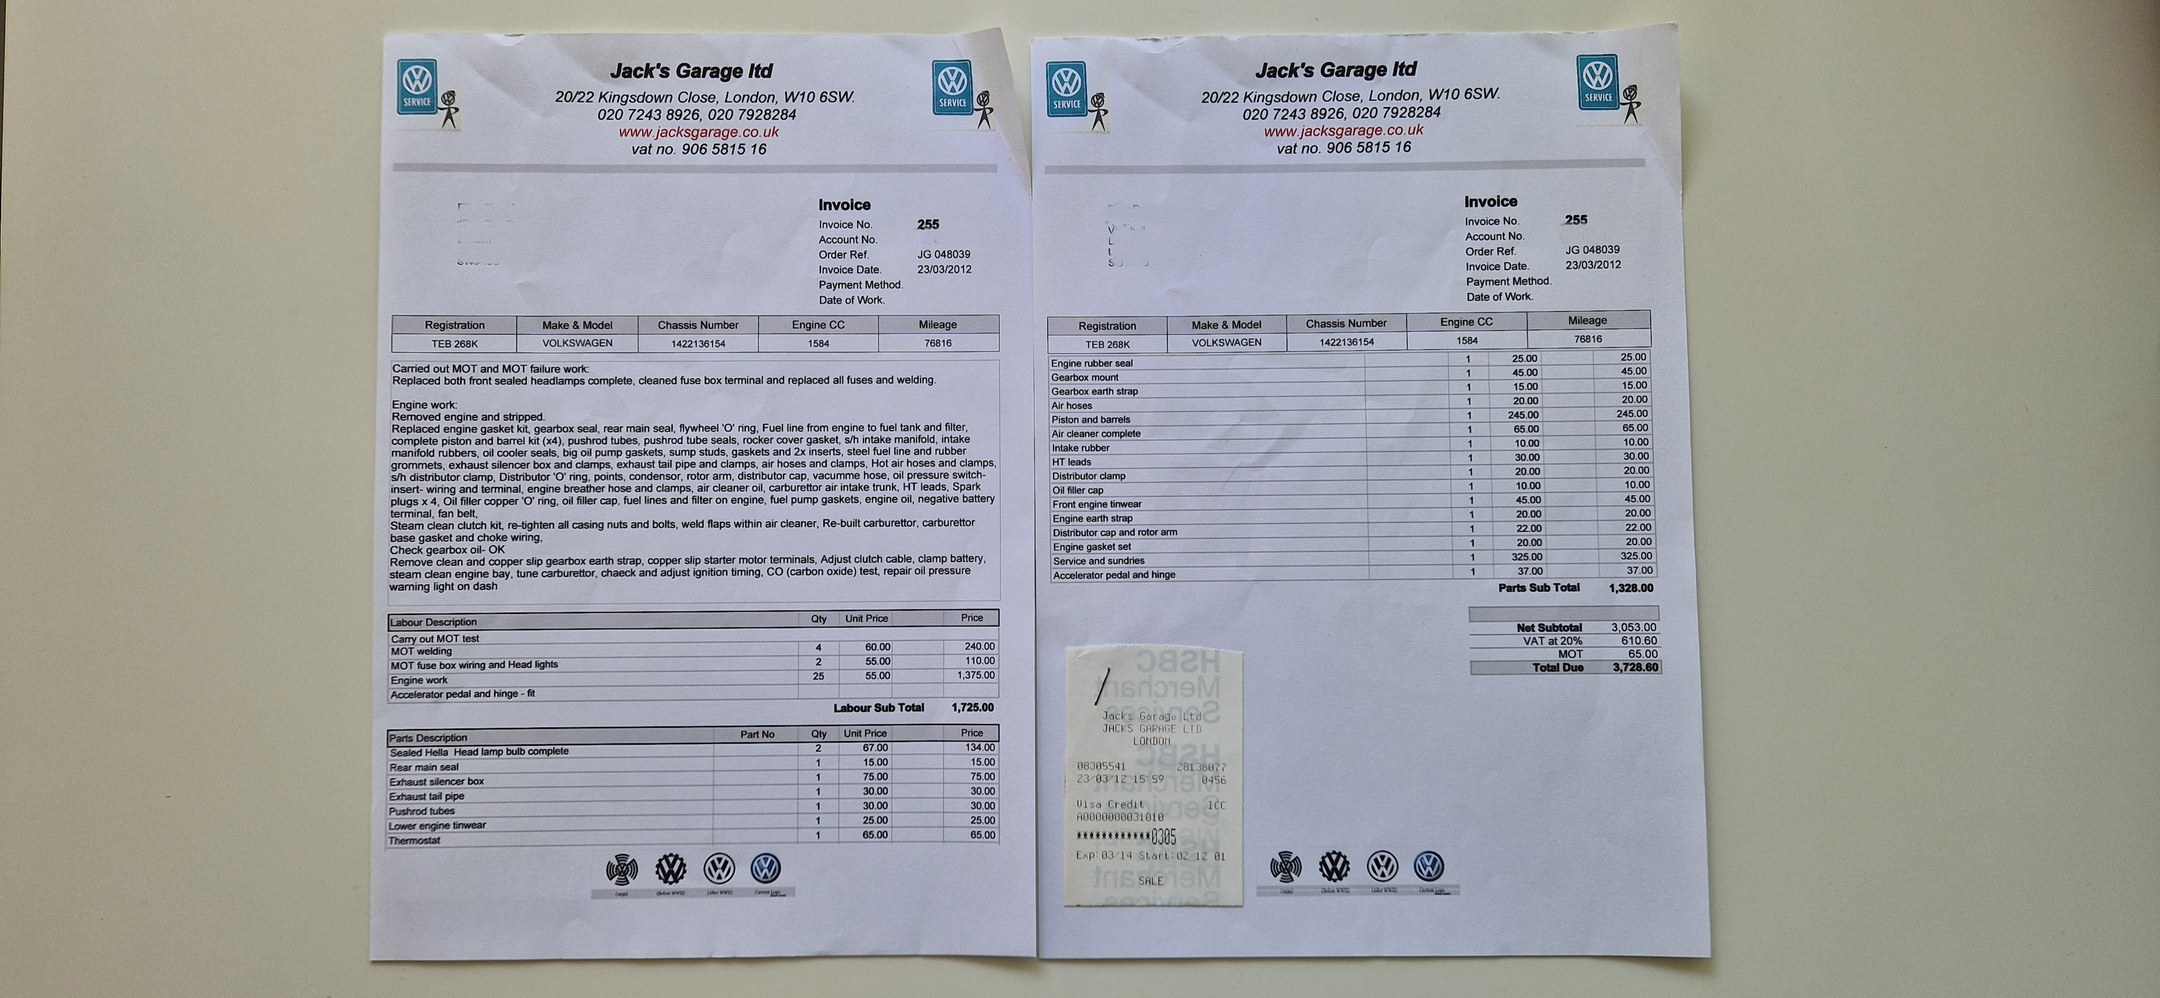 SERVICE
Jack's Garage ltd
SERVICE
20/22 Kingsdown Close, London, W10 6SW.
020 7243 8926, 020 7928284
www.jacksgarage.co.uk
vat no. 906 5815 16
Invoice
Invoice No. 255
Account No.
Order Ref. JG 048039
Invoice Date. 23/03/2012
Payment Method.
Date of Work.
Registration Make & Model Chassis Number Engine CC Mileage
TEB 268K VOLKSWAGEN 1422136154 1584 76816
Carried out MOT and MOT failure work:
Replaced both front sealed headlamps complete, cleaned fuse box terminal and replaced all fuses and welding.
Engine work:
Removed engine and stripped.
Replaced engine gasket kit, gearbox seal, rear main seal, flywheel 'O' ring, Fuel line from engine to fuel tank and filter,
complete piston and barrel kit (x4), pushrod tubes, pushrod tube seals, rocker cover gasket, s/h intake manifold, intake
manifold rubbers, oil cooler seals, big oil pump gaskets, sump studs, gaskets and 2x inserts, steel fuel line and rubber
grommets, exhaust silencer box and clamps, exhaust tail pipe and clamps, air hoses and clamps, Hot air hoses and clamps,
s/h distributor clamp, Distributor 'O' ring, points, condensor, rotor arm, distributor cap, vacumme hose, oil pressure switch-
insert- wiring and terminal, engine breather hose and clamps, air cleaner oil, carburettor air intake trunk, HT leads, Spark
plugs x 4, Oil filler copper 'O' ring, oil filler cap, fuel lines and filter on engine, fuel pump gaskets, engine oil, negative battery
terminal, fan belt,
Steam clean clutch kit, re-tighten all casing nuts and bolts, weld flaps within air cleaner, Re-built carburettor, carburettor
base gasket and choke wiring,
Check gearbox oil- OK
Remove clean and copper slip gearbox earth strap, copper slip starter motor terminals, Adjust clutch cable, clamp battery,
steam clean engine bay, tune carburettor, chaeck and adjust ignition timing, CO (carbon oxide) test, repair oil pressure
warning light on dash
Labour Description Qty Unit Price Price
Carry out MOT test
MOT welding 4 60.00 240.00
MOT fuse box wiring and Head lights 2 55.00 110.00
Engine work 25 55.00 1,375.00
Accelerator pedal and hinge - fit
Labour Sub Total 1,725.00
Parts Description Part No Qty Unit Price Price
Sealed Hella Head lamp bulb complete 2 67.00 134.00
Rear main seal 1 15.00 15.00
Exhaust silencer box 1 75.00 75.00
Exhaust tail pipe 1 30.00 30.00
Pushrod tubes 1 30.00 30.00
Lower engine tinwear 1 25.00 25.00
Thermostat 1 65.00 65.00
SERVICE
Jack's Garage ltd
SERVICE
20/22 Kingsdown Close, London, W10 6SW.
020 7243 8926, 020 7928284
www.jacksgarage.co.uk
vat no. 906 5815 16
Invoice
Invoice No. 255
Account No.
Order Ref. JG 048039
Invoice Date. 23/03/2012
Payment Method.
Date of Work.
Registration Make & Model Chassis Number Engine CC Mileage
TEB 268K VOLKSWAGEN 1422136154 1584 76816
Engine rubber seal 1 25.00 25.00
Gearbox mount 1 45.00 45.00
Gearbox earth strap 1 15.00 15.00
Air hoses 1 20.00 20.00
Piston and barrels 1 245.00 245.00
Air cleaner complete 1 65.00 65.00
Intake rubber 1 10.00 10.00
HT leads 1 30.00 30.00
Distributor clamp 1 20.00 20.00
Oil filler cap 1 10.00 10.00
Front engine tinwear 1 45.00 45.00
Engine earth strap 1 20.00 20.00
Distributor cap and rotor arm 1 22.00 22.00
Engine gasket set 1 20.00 20.00
Service and sundries 1 325.00 325.00
Accelerator pedal and hinge 1 37.00 37.00
Parts Sub Total 1,328.00
Net Subtotal 3,053.00
VAT at 20% 610.60
MOT 65.00
Total Due 3,728.60
HSBC
Merchant
Services
Jacks Garage Ltd
JACKS GARAGE LTD
LONDON
08305541 28138077
23/03/12 15:59 0456
Visa Credit ICC
A0000000031010
************0305
Exp:03/14 Start:02/12 01
SALE